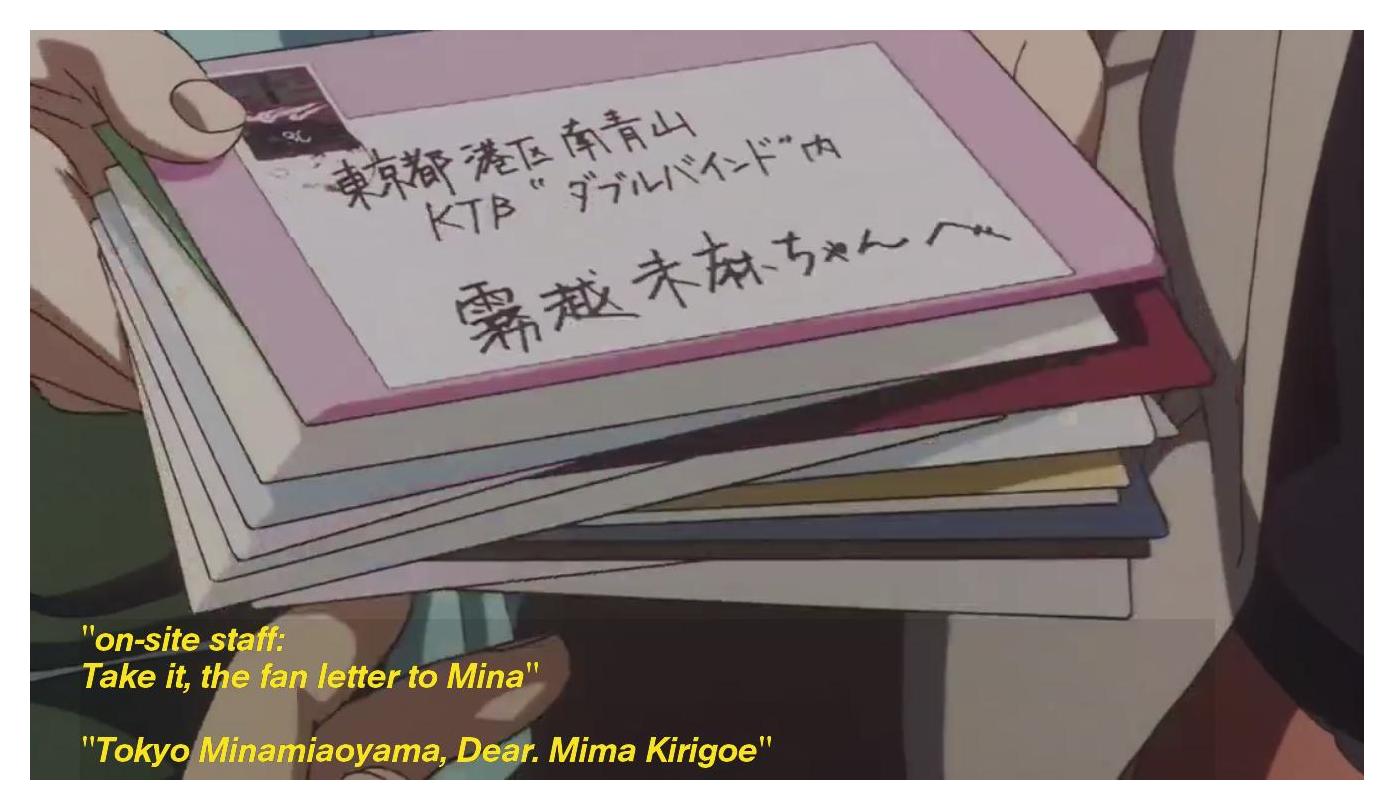 東京都 港区 南青山
KTB"ダブルバインド"内
霧越未麻ちゃんへ
"on-site staff:
Take it, the fan letter to Mina"
"Tokyo Minamiaoyama, Dear. Mima Kirigoe"